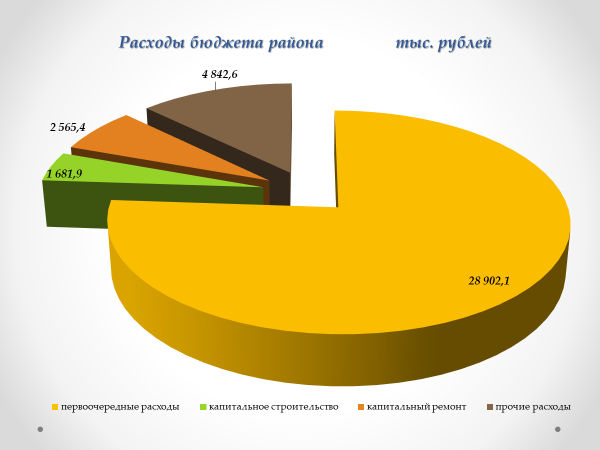 Расходы бюджета района тыс. рублей
4 842,6
2 565,4
1 681,9
28 902,1
первоочередные расходы капитальное строительство капитальный ремонт прочие расходы